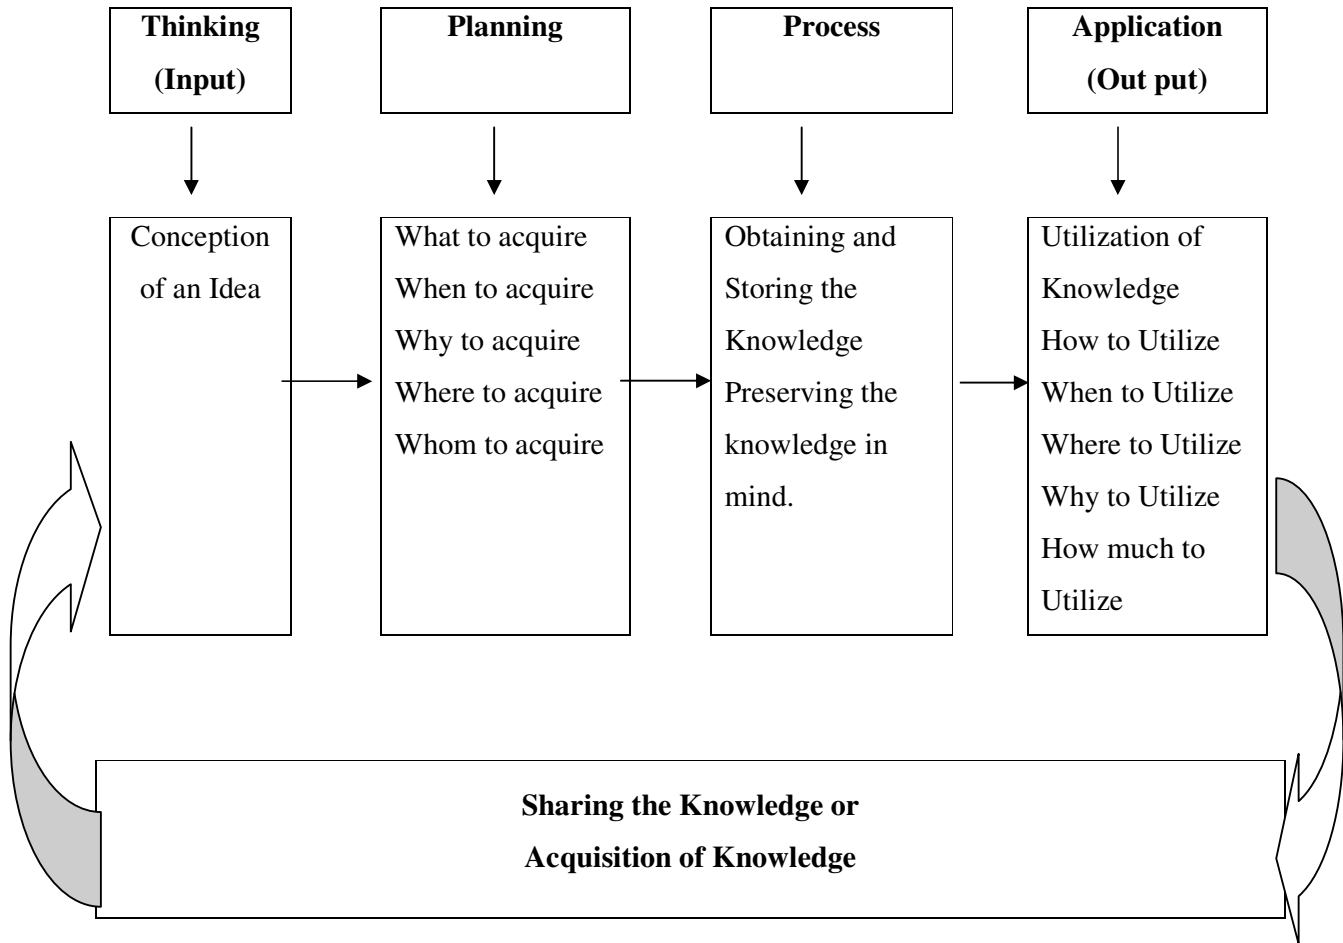 Thinking
(Input)
Planning
Process
Application
(Out put)
Conception
of an Idea
What to acquire
When to acquire
Why to acquire
Where to acquire
Whom to acquire
Obtaining and
Storing the
Knowledge
Preserving the
knowledge in
mind.
Utilization of
Knowledge
How to Utilize
When to Utilize
Where to Utilize
Why to Utilize
How much to
Utilize
Sharing the Knowledge or
Acquisition of Knowledge